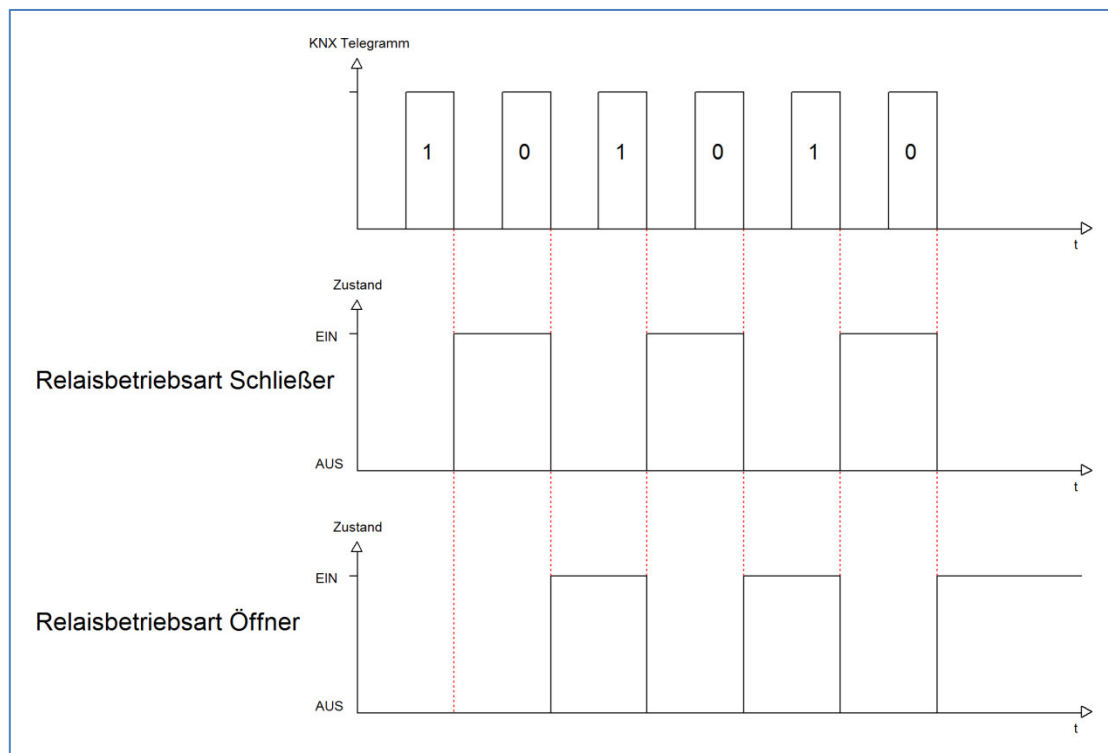 KNX Telegramm
1 0 1 0 1 0
t
Zustand
EIN
Relaisbetriebsart Schließer
AUS
t
Zustand
EIN
Relaisbetriebsart Öffner
AUS
t